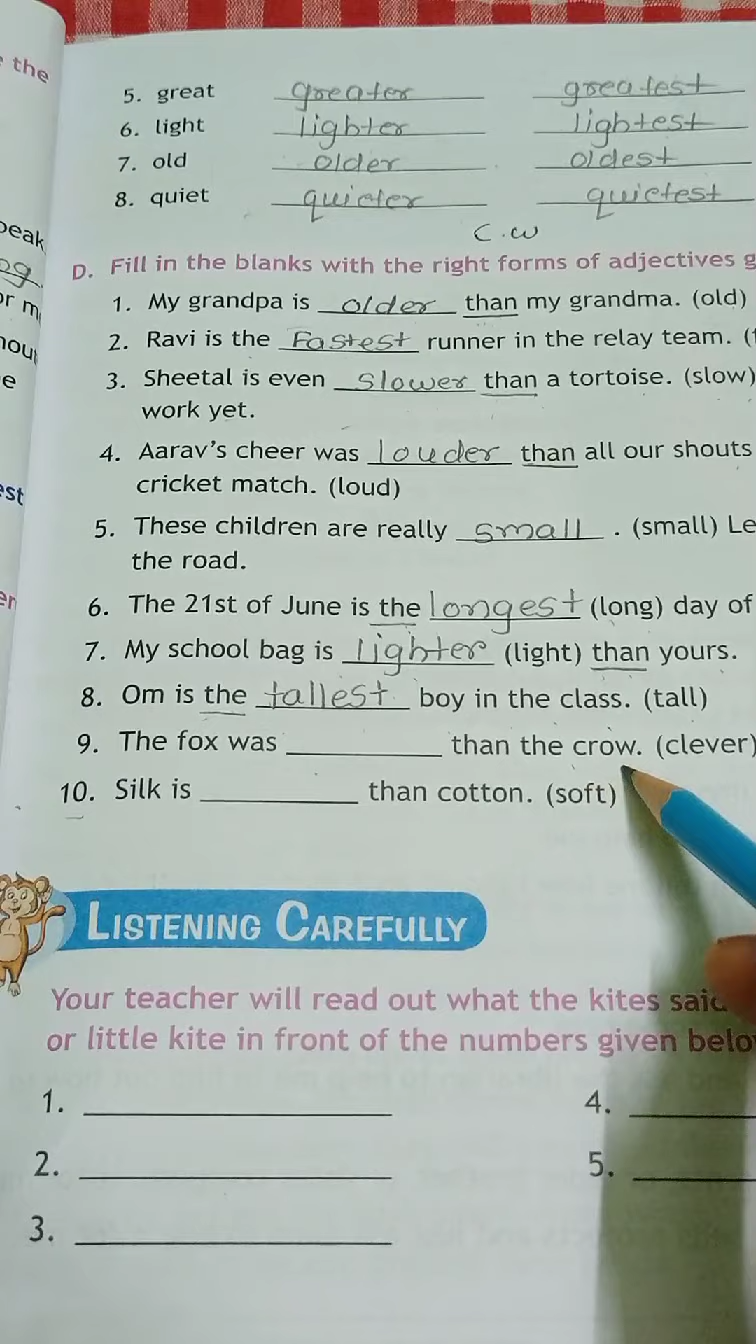 the
5. great greater greatest
6. light lighter lightest
7. old older oldest
8. quiet quieter quietest
C.W
D. Fill in the blanks with the right forms of adjectives g
1. My grandpa is older than my grandma. (old)
2. Ravi is the Fastest runner in the relay team. (
3. Sheetal is even slower than a tortoise. (slow)
work yet.
4. Aarav's cheer was louder than all our shouts
cricket match. (loud)
5. These children are really small. (small) Le
the road.
6. The 21st of June is the longest (long) day of
7. My school bag is lighter (light) than yours.
8. Om is the tallest boy in the class. (tall)
9. The fox was ________ than the crow. (clever)
10. Silk is ________ than cotton. (soft)
LISTENING CAREFULLY
Your teacher will read out what the kites said
or little kite in front of the numbers given belo
1. ________ 4. ________
2. ________ 5. ________
3. ________